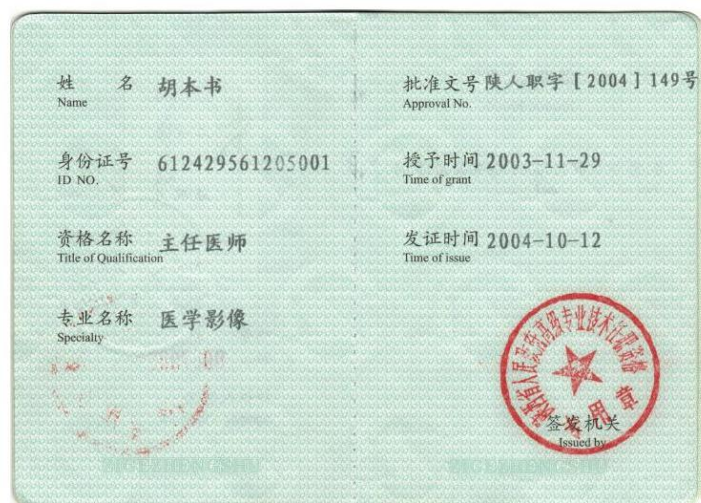 姓 名 胡本书
Name
身份证号 612429561205001
ID NO.
资格名称 主任医师
Title of Qualification
专业名称 医学影像
Specialty
批准文号 陕人职字[2004]149号
Approval No.
授予时间 2003-11-29
Time of grant
发证时间 2004-10-12
Time of issue
专用章
签发机关
Issued by